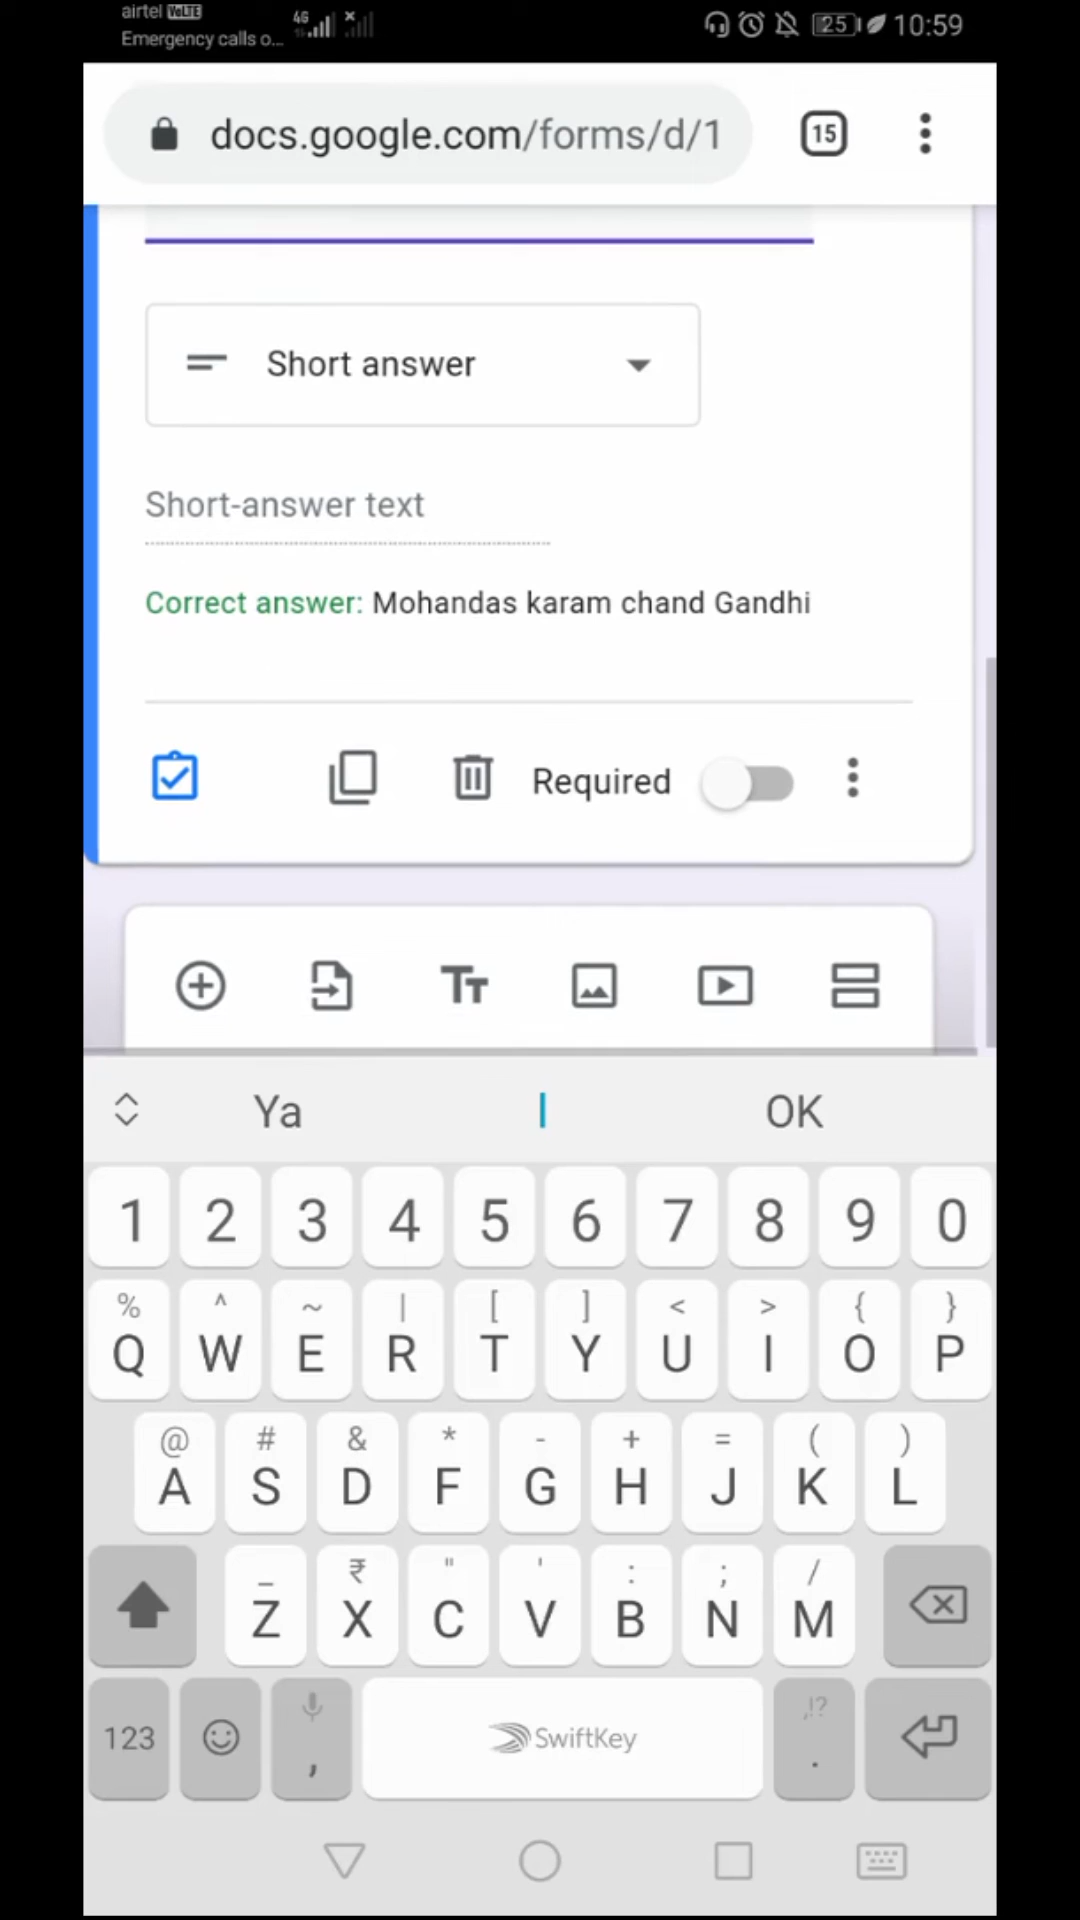 airtel VoLTE
Emergency calls o...
4G
25 10:59
docs.google.com/forms/d/1
15
Short answer
Short-answer text
Correct answer: Mohandas karam chand Gandhi
Required
Tт
Ya
OK
1 2 3 4 5 6 7 8 9 0
% ^ ~ | [ ] < > { }
Q W E R T Y U I O P
@ # & * - + = ( )
A S D F G H J K L
_ ₹ " ' : ; /
Z X C V B N M
,!?
123 , SwiftKey .